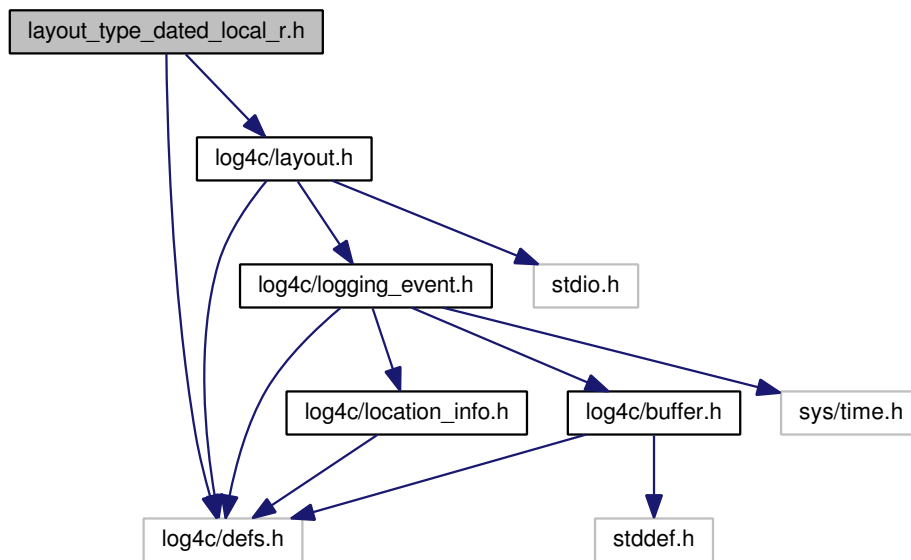 layout_type_dated_local_r.h
log4c/layout.h
log4c/logging_event.h
stdio.h
log4c/location_info.h
log4c/buffer.h
sys/time.h
log4c/defs.h
stddef.h